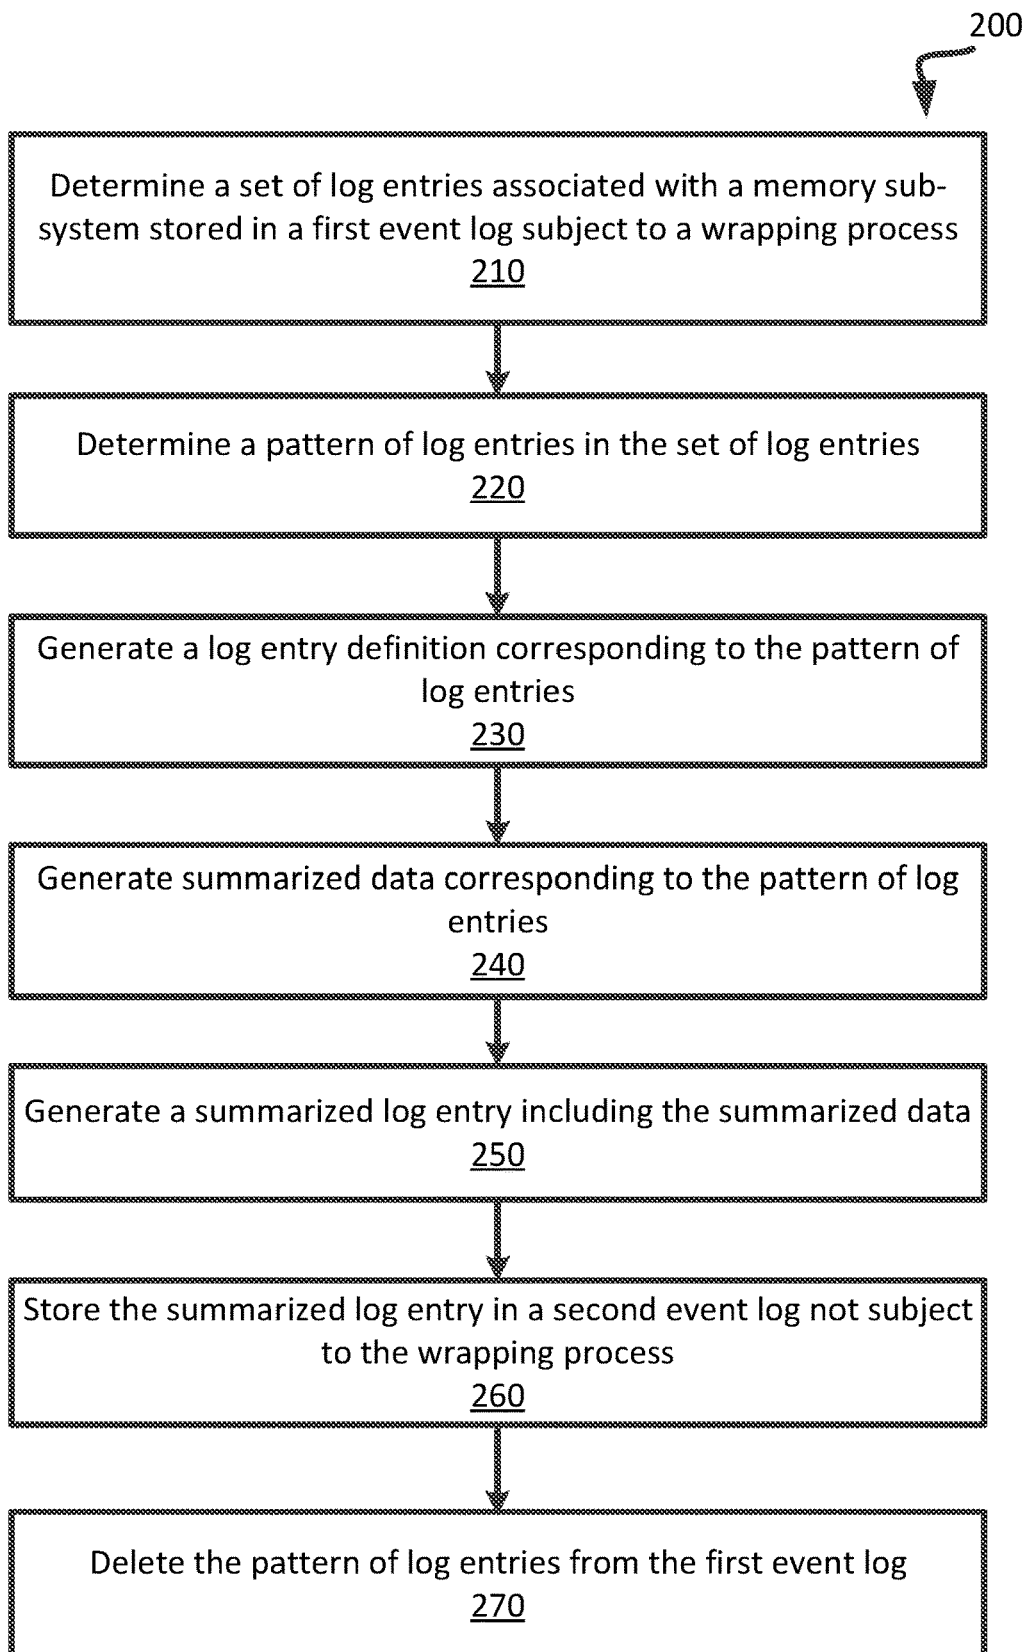 200
Determine a set of log entries associated with a memory sub-
system stored in a first event log subject to a wrapping process
210
Determine a pattern of log entries in the set of log entries
220
Generate a log entry definition corresponding to the pattern of
log entries
230
Generate summarized data corresponding to the pattern of log
entries
240
Generate a summarized log entry including the summarized data
250
Store the summarized log entry in a second event log not subject
to the wrapping process
260
Delete the pattern of log entries from the first event log
270